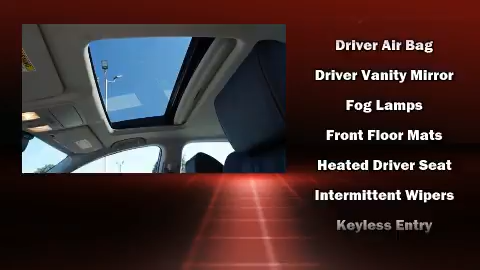 Driver Air Bag
Driver Vanity Mirror
Fog Lamps
Front Floor Mats
Heated Driver Seat
Intermittent Wipers
Keyless Entry